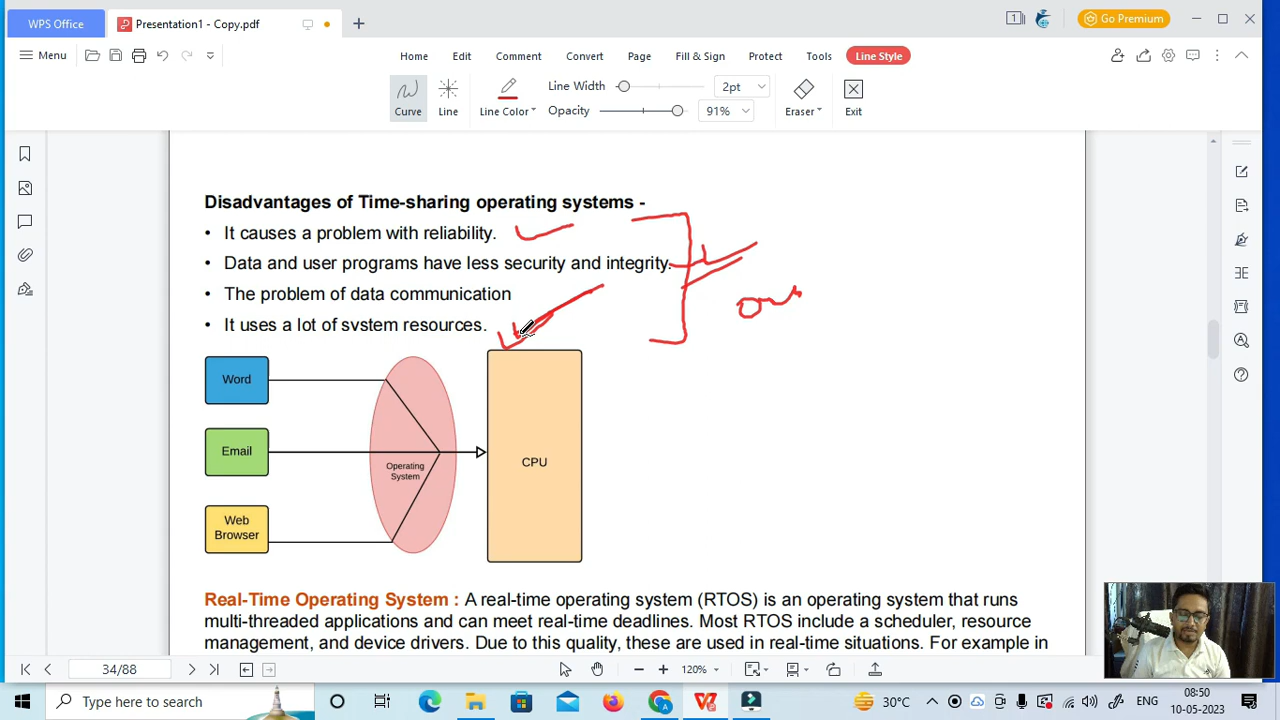 WPS Office
Presentation1 - Copy.pdf
1
Go Premium
Menu
Home Edit Comment Convert Page Fill & Sign Protect Tools Line Style
Curve
Line
Line Color
Line Width
2pt
Opacity
91%
Eraser
Exit
Disadvantages of Time-sharing operating systems -
• It causes a problem with reliability.
• Data and user programs have less security and integrity.
• The problem of data communication
• It uses a lot of system resources.
Word
Email
Web
Browser
Operating
System
CPU
Real-Time Operating System : A real-time operating system (RTOS) is an operating system that runs
multi-threaded applications and can meet real-time deadlines. Most RTOS include a scheduler, resource
management, and device drivers. Due to this quality, these are used in real-time situations. For example in
34/88
120%
Type here to search
30°C
ENG
08:50
10-05-2023